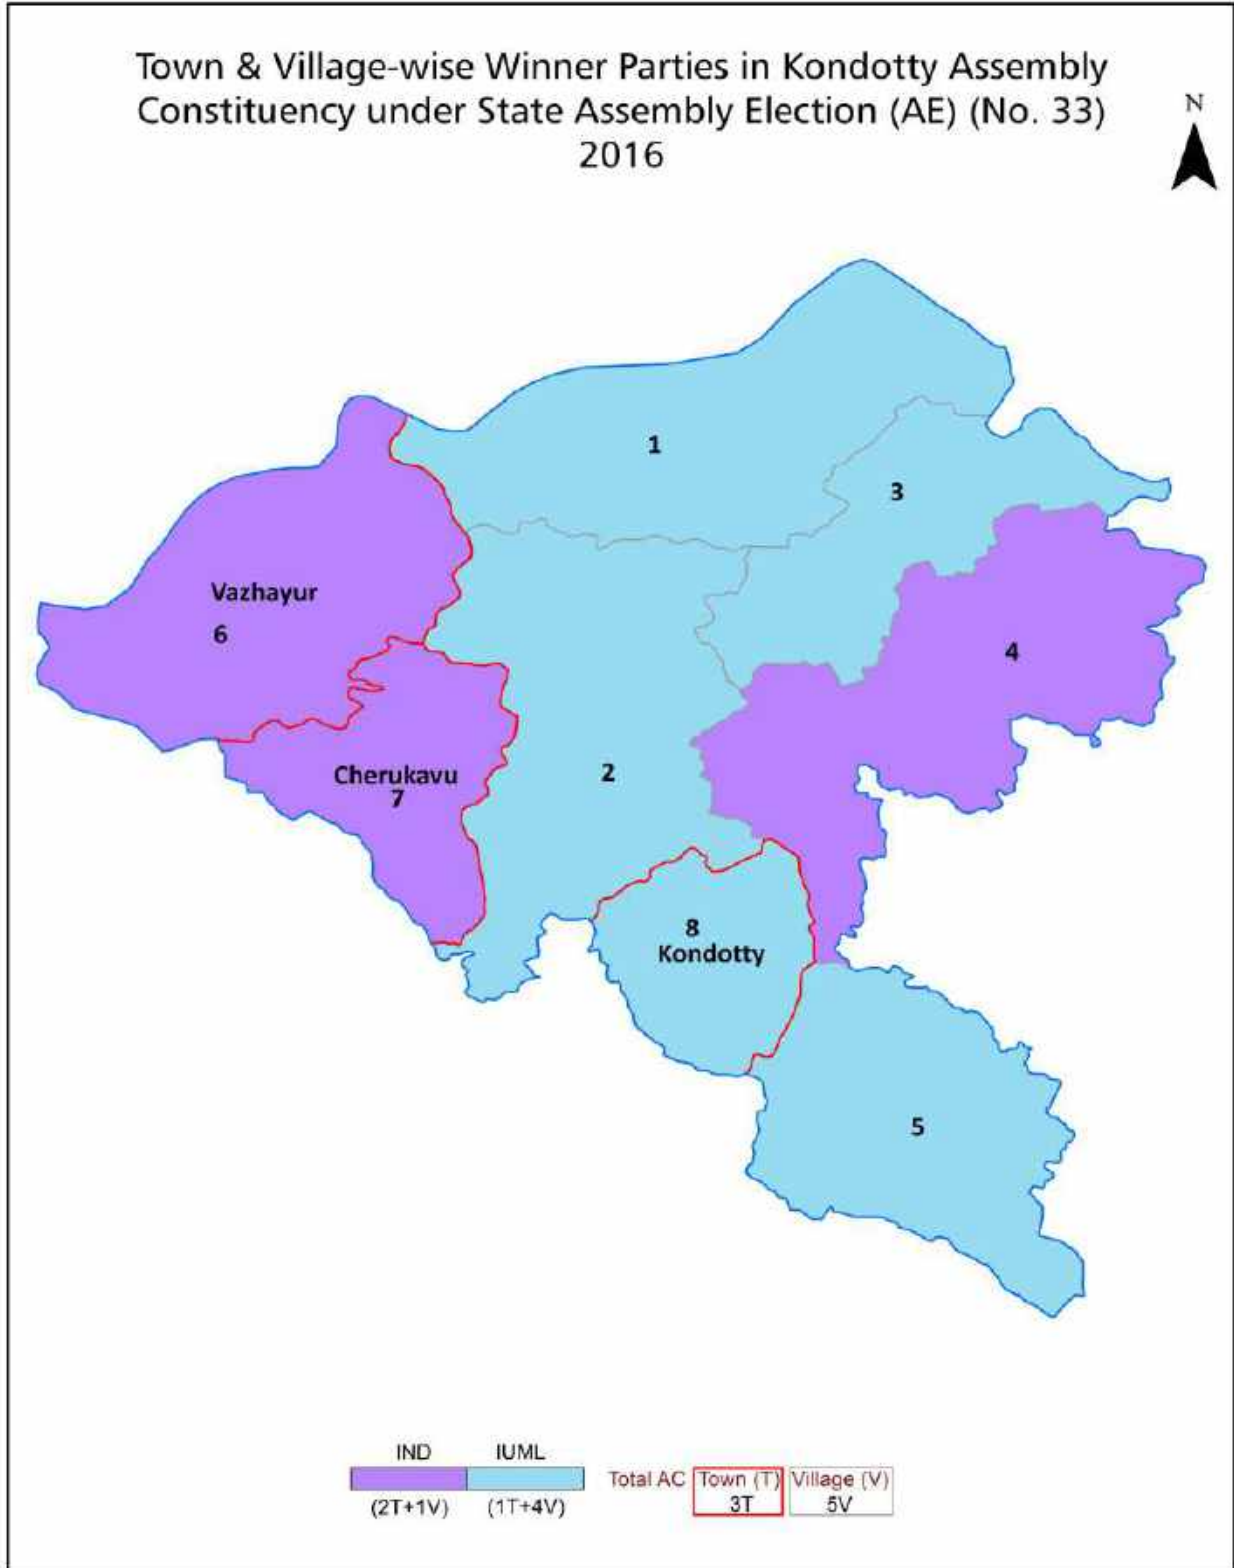 Town & Village-wise Winner Parties in Kondotty Assembly
Constituency under State Assembly Election (AE) (No. 33)
2016
N
1
3
Vazhayur
6
4
Cherukavu
7
2
8
Kondotty
5
IND IUML
(2T+1V) (1T+4V)
Total AC Town (T) Village (V)
3T 5V